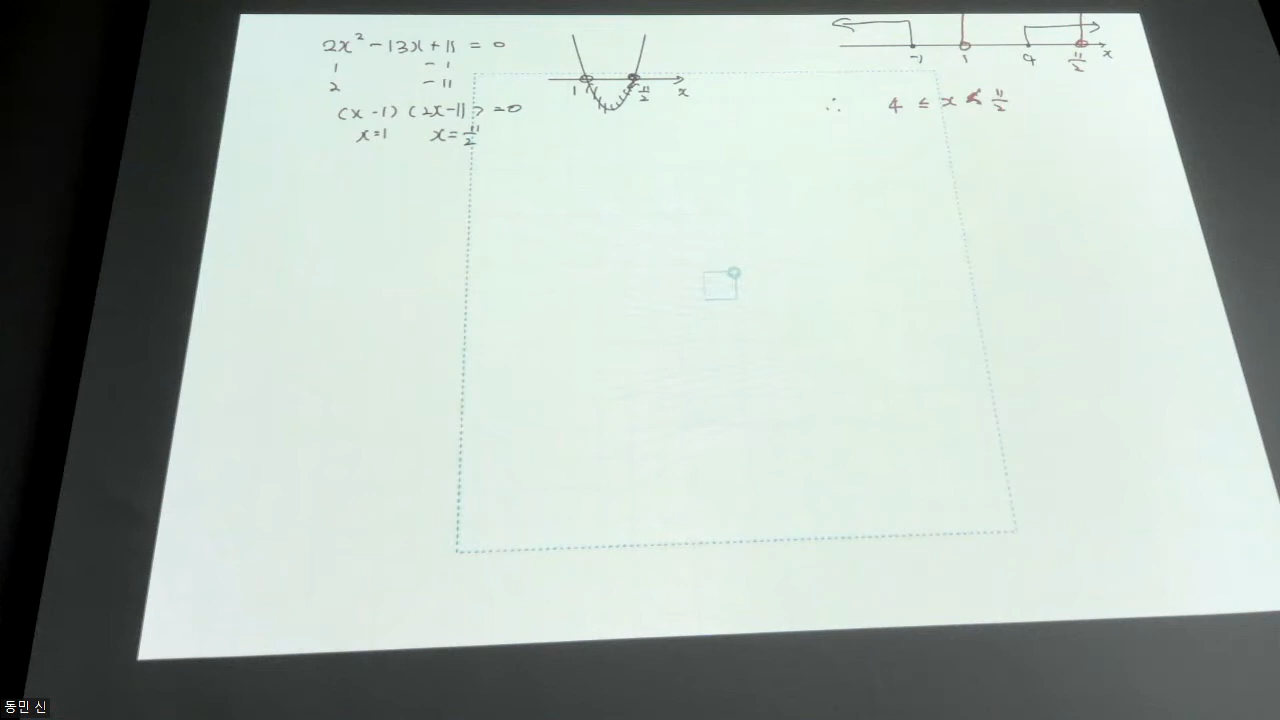 2x² - 13x + 11 = 0
1 - 1
2 - 11
(x - 1) (2x - 11) = 0
x = 1 x = 11/2
1 11/2 x
-1 1 4 11/2 x
∴ 4 ≤ x < 11/2
동민 신